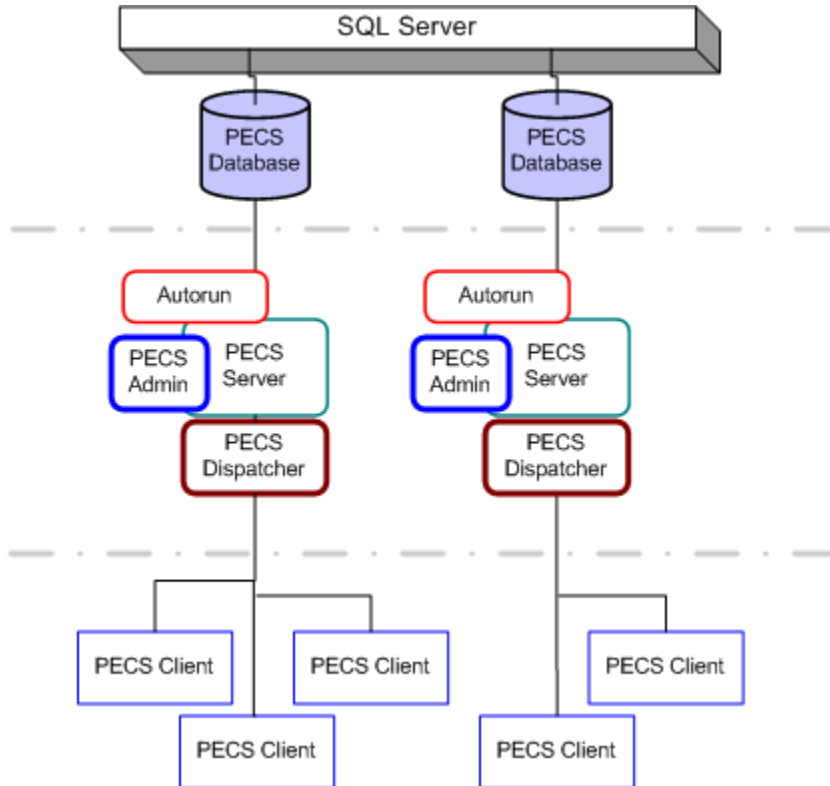 SQL Server
PECS
Database
PECS
Database
Autorun
Autorun
PECS
Admin
PECS
Server
PECS
Admin
PECS
Server
PECS
Dispatcher
PECS
Dispatcher
PECS Client
PECS Client
PECS Client
PECS Client
PECS Client